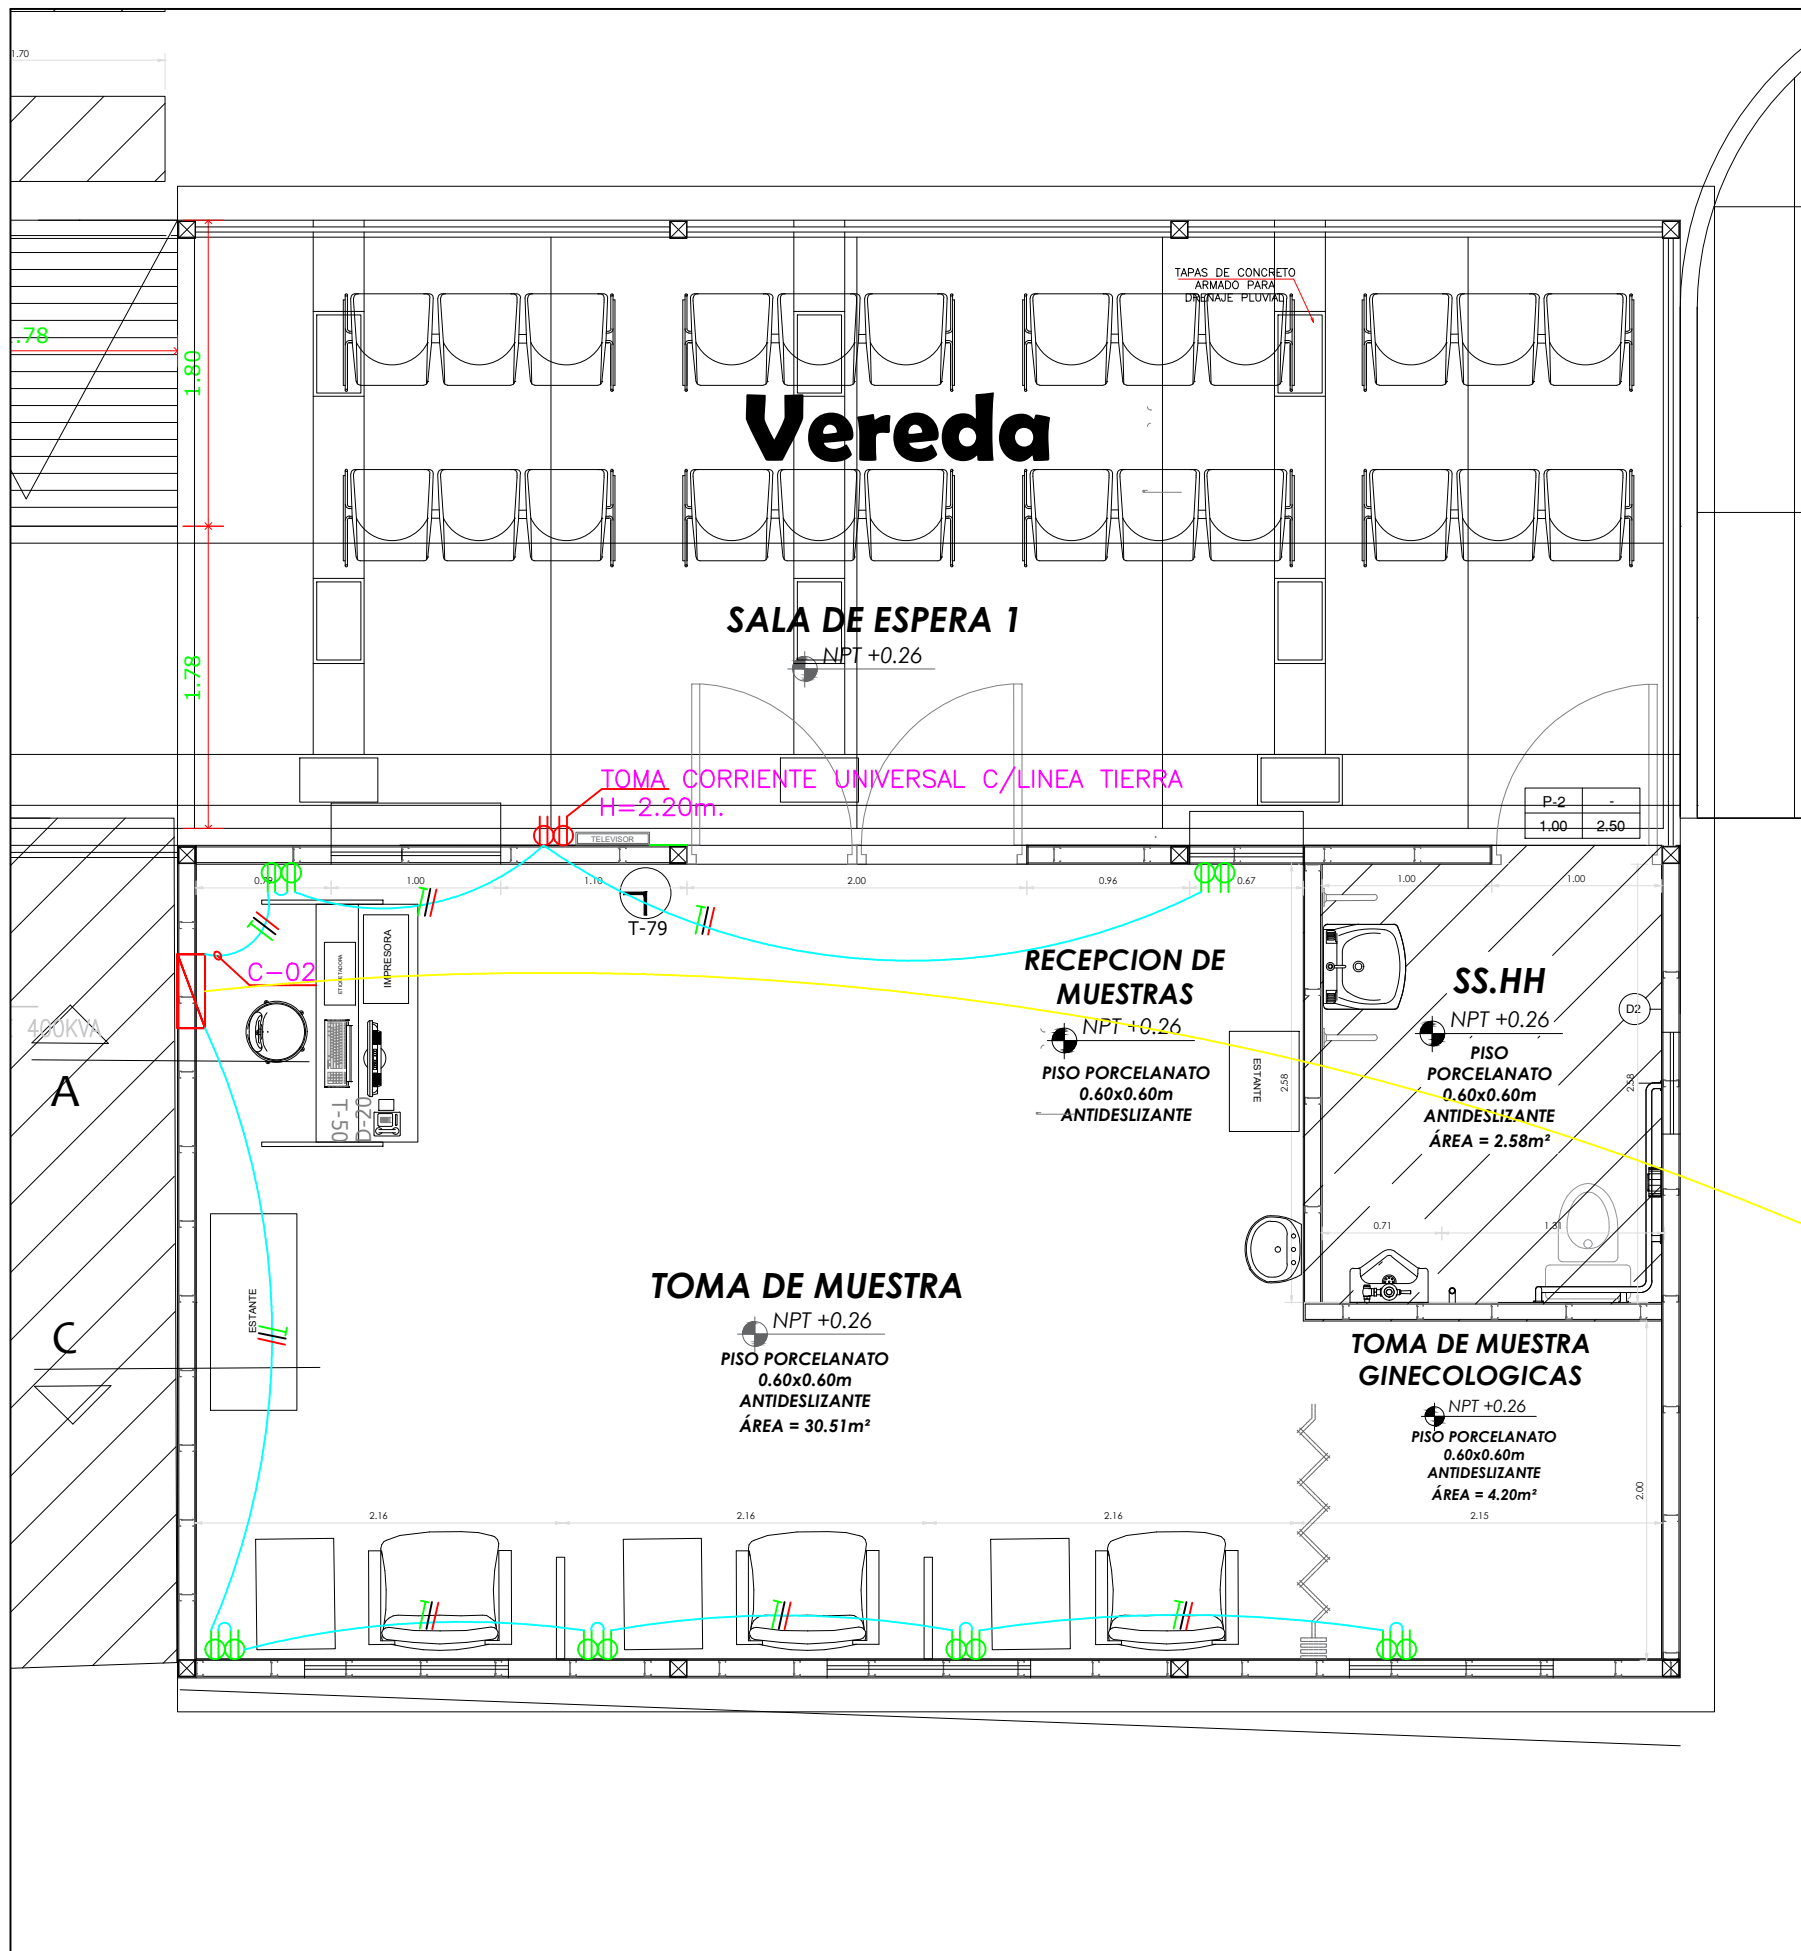 1.70
TAPAS DE CONCRETO
ARMADO PARA
DRENAJE PLUVIAL
.78
1.80
Vereda
SALA DE ESPERA 1
NPT +0.26
1.78
TOMA CORRIENTE UNIVERSAL C/LINEA TIERRA
H=2.20m.
P-2 -
1.00 2.50
TELEVISOR
1.00
1.10
2.00
0.96
0.67
1.00
1.00
T-79
C-02
IMPRESORA
RECEPCION DE
MUESTRAS
NPT +0.26
PISO PORCELANATO
0.60x0.60m
ANTIDESLIZANTE
ESTANTE
2.58
SS.HH
NPT +0.26
PISO
PORCELANATO
0.60x0.60m
ANTIDESLIZANTE
ÁREA = 2.58m²
D2
2.58
400KVA
A
T-50
D-20
0.71
1.31
TOMA DE MUESTRA
NPT +0.26
PISO PORCELANATO
0.60x0.60m
ANTIDESLIZANTE
ÁREA = 30.51m²
ESTANTE
C
TOMA DE MUESTRA
GINECOLOGICAS
NPT +0.26
PISO PORCELANATO
0.60x0.60m
ANTIDESLIZANTE
ÁREA = 4.20m²
2.00
2.16
2.16
2.16
2.15